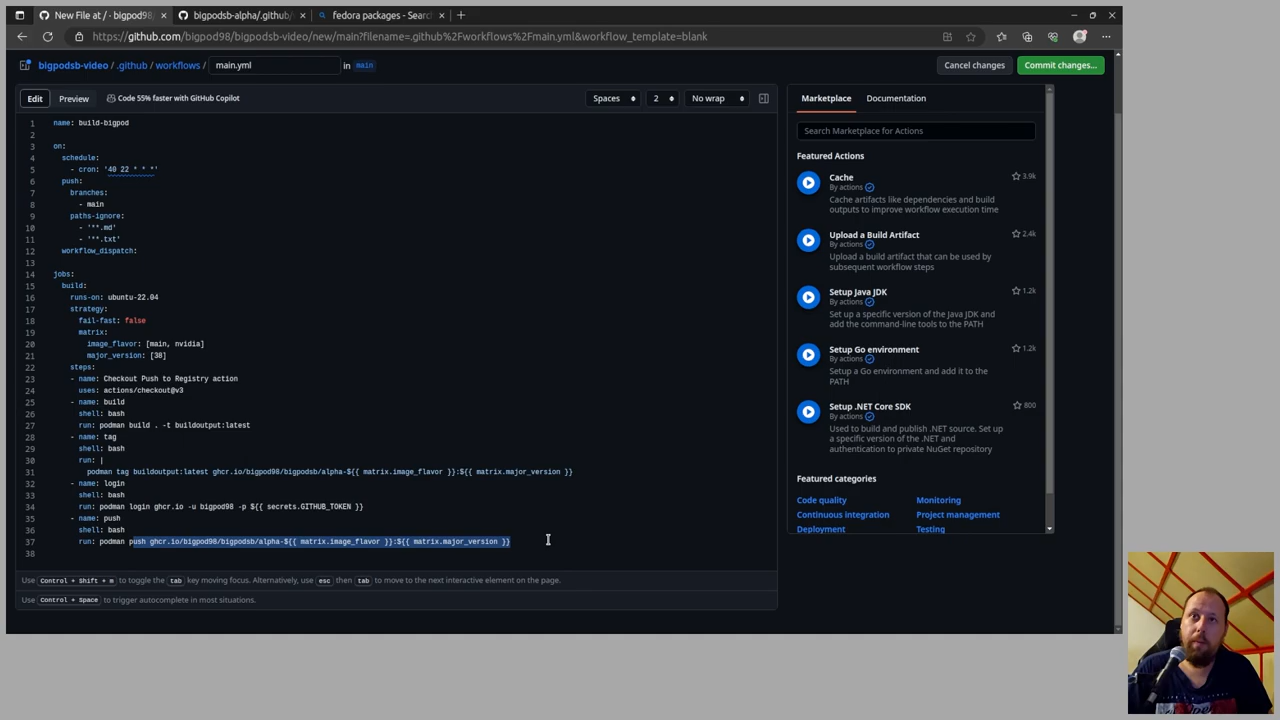 New File at / · bigpod98/
bigpodsb-alpha/.github/
fedora packages - Searc
https://github.com/bigpod98/bigpodsb-video/new/main?filename=.github%2Fworkflows%2Fmain.yml&workflow_template=blank
bigpodsb-video / .github / workflows / main.yml in main
Cancel changes Commit changes...
Edit Preview Code 55% faster with GitHub Copilot Spaces 2 No wrap
1 name: build-bigpod
2
3 on:
4 schedule:
5 - cron: '40 22 * * *'
6 push:
7 branches:
8 - main
9 paths-ignore:
10 - '**.md'
11 - '**.txt'
12 workflow_dispatch:
13
14 jobs:
15 build:
16 runs-on: ubuntu-22.04
17 strategy:
18 fail-fast: false
19 matrix:
20 image_flavor: [main, nvidia]
21 major_version: [38]
22 steps:
23 - name: Checkout Push to Registry action
24 uses: actions/checkout@v3
25 - name: build
26 shell: bash
27 run: podman build . -t buildoutput:latest
28 - name: tag
29 shell: bash
30 run: |
31 podman tag buildoutput:latest ghcr.io/bigpod98/bigpodsb/alpha-${{ matrix.image_flavor }}:${{ matrix.major_version }}
32 - name: login
33 shell: bash
34 run: podman login ghcr.io -u bigpod98 -p ${{ secrets.GITHUB_TOKEN }}
35 - name: push
36 shell: bash
37 run: podman push ghcr.io/bigpod98/bigpodsb/alpha-${{ matrix.image_flavor }}:${{ matrix.major_version }}
38
Use Control + Shift + m to toggle the tab key moving focus. Alternatively, use esc then tab to move to the next interactive element on the page.
Use Control + Space to trigger autocomplete in most situations.
Marketplace Documentation
Search Marketplace for Actions
Featured Actions
Cache 3.9k
By actions
Cache artifacts like dependencies and build
outputs to improve workflow execution time
Upload a Build Artifact 2.4k
By actions
Upload a build artifact that can be used by
subsequent workflow steps
Setup Java JDK 1.2k
By actions
Set up a specific version of the Java JDK and
add the command-line tools to the PATH
Setup Go environment 1.2k
By actions
Setup a Go environment and add it to the
PATH
Setup .NET Core SDK 800
By actions
Used to build and publish .NET source. Set up
a specific version of the .NET and
authentication to private NuGet repository
Featured categories
Code quality Monitoring
Continuous integration Project management
Deployment Testing